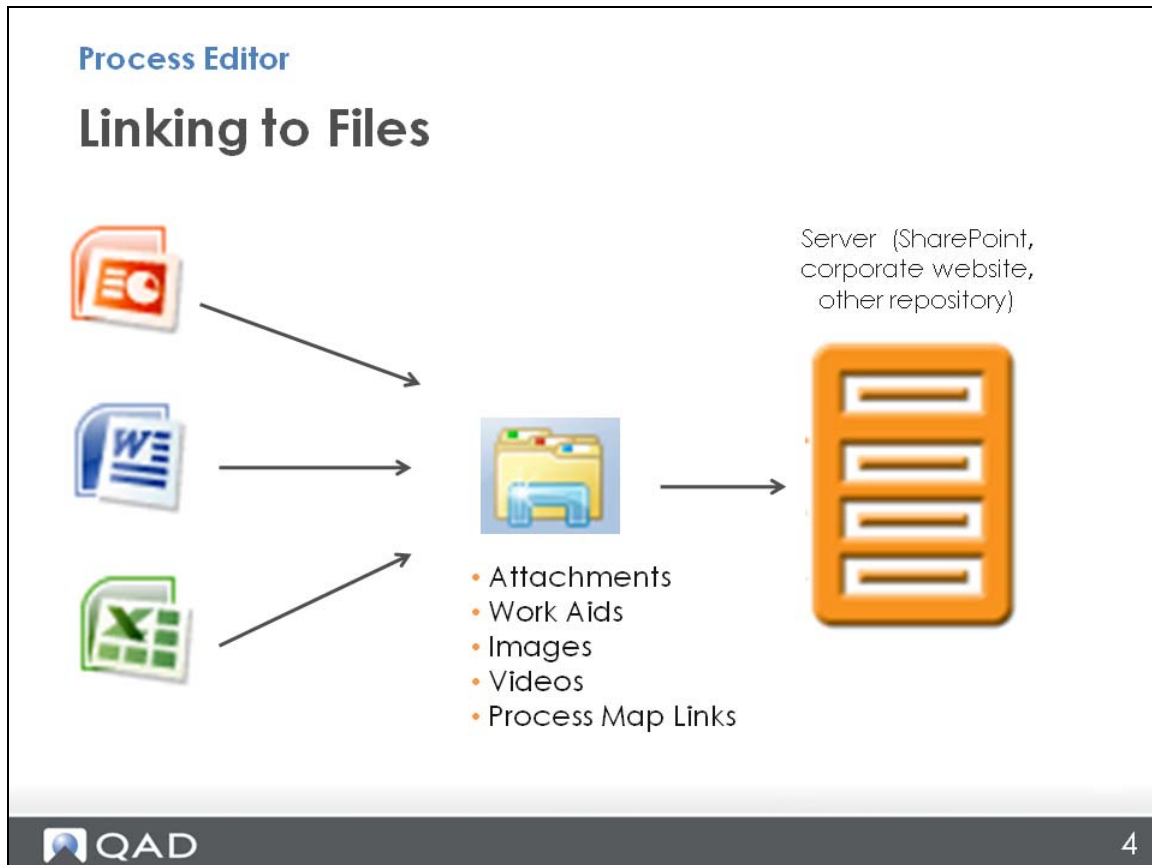 Process Editor
Linking to Files
Server (SharePoint,
corporate website,
other repository)
• Attachments
• Work Aids
• Images
• Videos
• Process Map Links
QAD
4